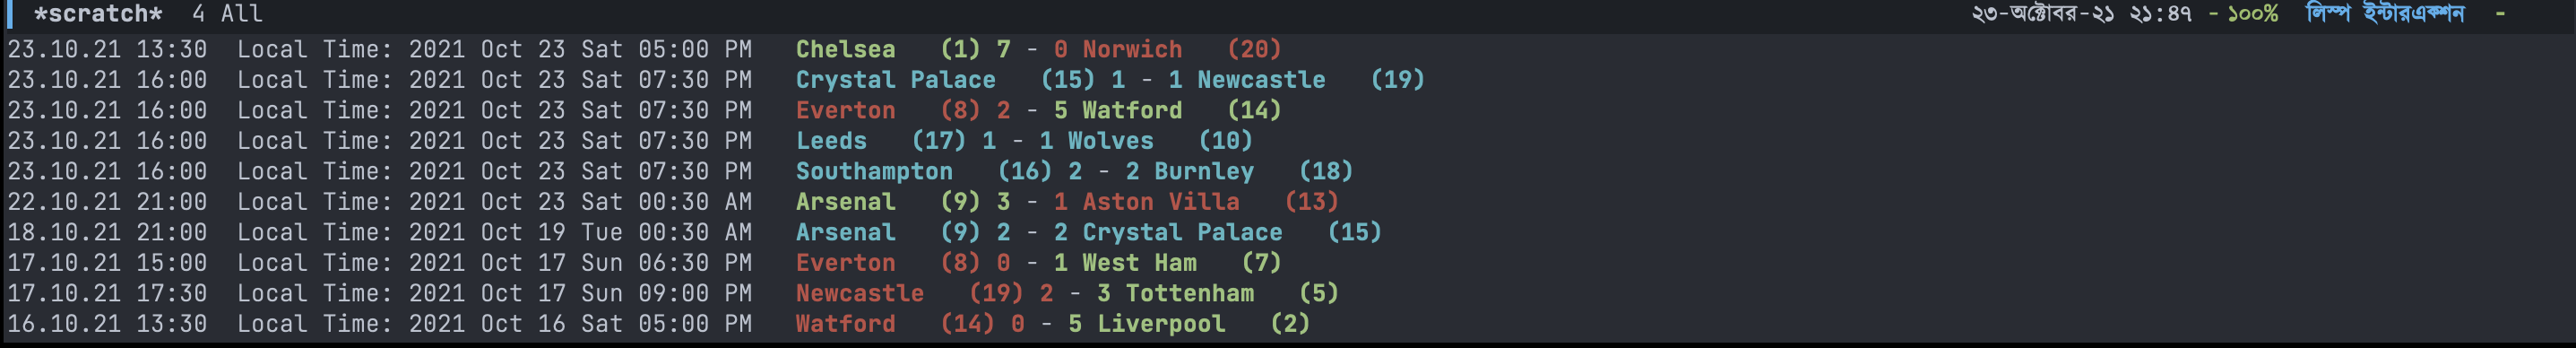 *scratch* 4 All ২৩-অক্টোবর-২১ ২১:৪৭ - ১০০% লিস্প ইন্টারএক্শন -
23.10.21 13:30 Local Time: 2021 Oct 23 Sat 05:00 PM Chelsea (1) 7 - 0 Norwich (20)
23.10.21 16:00 Local Time: 2021 Oct 23 Sat 07:30 PM Crystal Palace (15) 1 - 1 Newcastle (19)
23.10.21 16:00 Local Time: 2021 Oct 23 Sat 07:30 PM Everton (8) 2 - 5 Watford (14)
23.10.21 16:00 Local Time: 2021 Oct 23 Sat 07:30 PM Leeds (17) 1 - 1 Wolves (10)
23.10.21 16:00 Local Time: 2021 Oct 23 Sat 07:30 PM Southampton (16) 2 - 2 Burnley (18)
22.10.21 21:00 Local Time: 2021 Oct 23 Sat 00:30 AM Arsenal (9) 3 - 1 Aston Villa (13)
18.10.21 21:00 Local Time: 2021 Oct 19 Tue 00:30 AM Arsenal (9) 2 - 2 Crystal Palace (15)
17.10.21 15:00 Local Time: 2021 Oct 17 Sun 06:30 PM Everton (8) 0 - 1 West Ham (7)
17.10.21 17:30 Local Time: 2021 Oct 17 Sun 09:00 PM Newcastle (19) 2 - 3 Tottenham (5)
16.10.21 13:30 Local Time: 2021 Oct 16 Sat 05:00 PM Watford (14) 0 - 5 Liverpool (2)